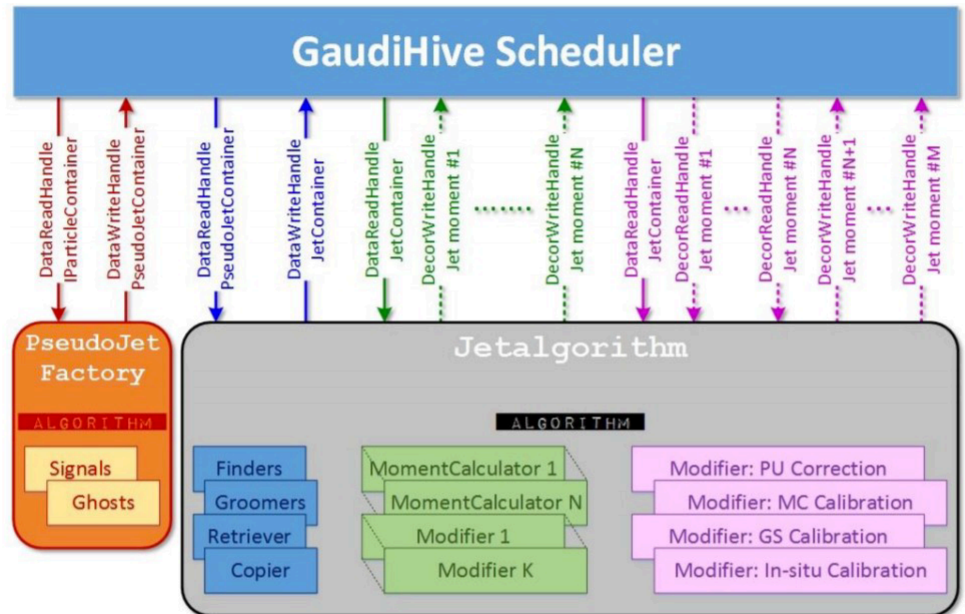 GaudiHive Scheduler
DataReadHandle
IParticleContainer
DataWriteHandle
PseudoJetContainer
DataReadHandle
PseudoJetContainer
DataWriteHandle
JetContainer
DataReadHandle
JetContainer
DecorWriteHandle
Jet moment #1
DecorWriteHandle
Jet moment #N
DataReadHandle
JetContainer
DecorReadHandle
Jet moment #1
DecorReadHandle
Jet moment #N
DecorWriteHandle
Jet moment #N+1
DecorWriteHandle
Jet moment #M
PseudoJet
Factory
ALGORITHM
Signals
Ghosts
Jetalgorithm
ALGORITHM
Finders
Groomers
Retriever
Copier
MomentCalculator 1
MomentCalculator N
Modifier 1
Modifier K
Modifier: PU Correction
Modifier: MC Calibration
Modifier: GS Calibration
Modifier: In-situ Calibration